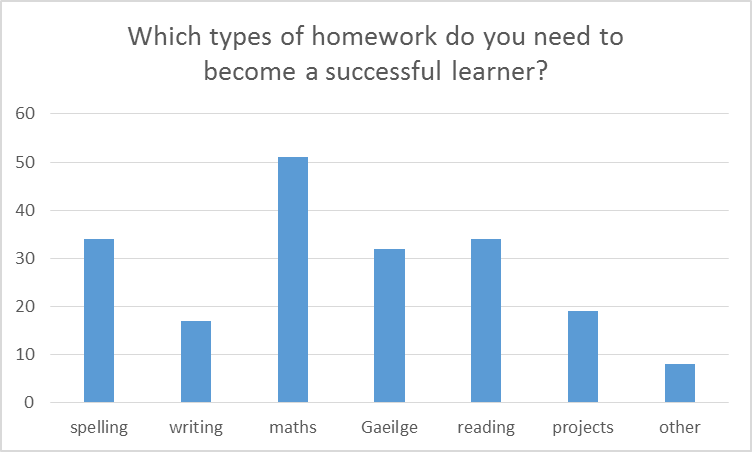 Which types of homework do you need to
become a successful learner?
60
50
40
30
20
10
0
spelling writing maths Gaeilge reading projects other